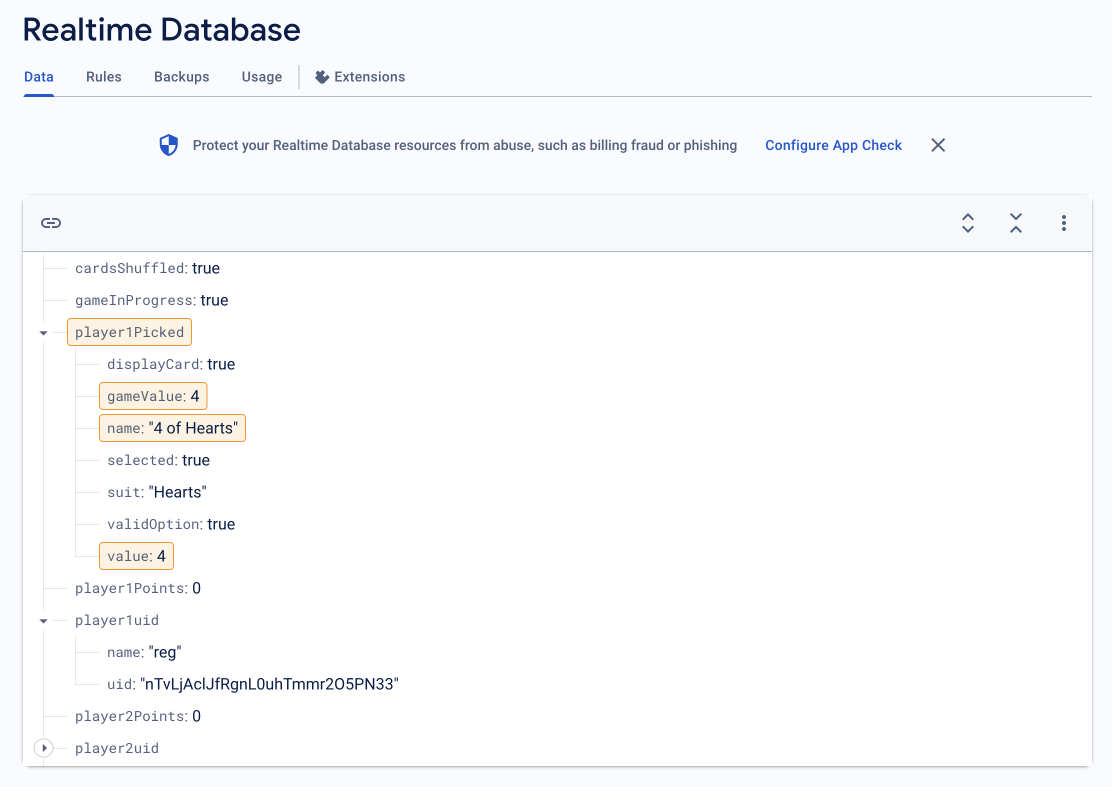 Realtime Database
Data Rules Backups Usage Extensions
Protect your Realtime Database resources from abuse, such as billing fraud or phishing Configure App Check
cardsShuffled: true
gameInProgress: true
player1Picked
displayCard: true
gameValue: 4
name: "4 of Hearts"
selected: true
suit: "Hearts"
validOption: true
value: 4
player1Points: 0
player1uid
name: "reg"
uid: "nTvLjAclJfRgnL0uhTmmr2O5PN33"
player2Points: 0
player2uid